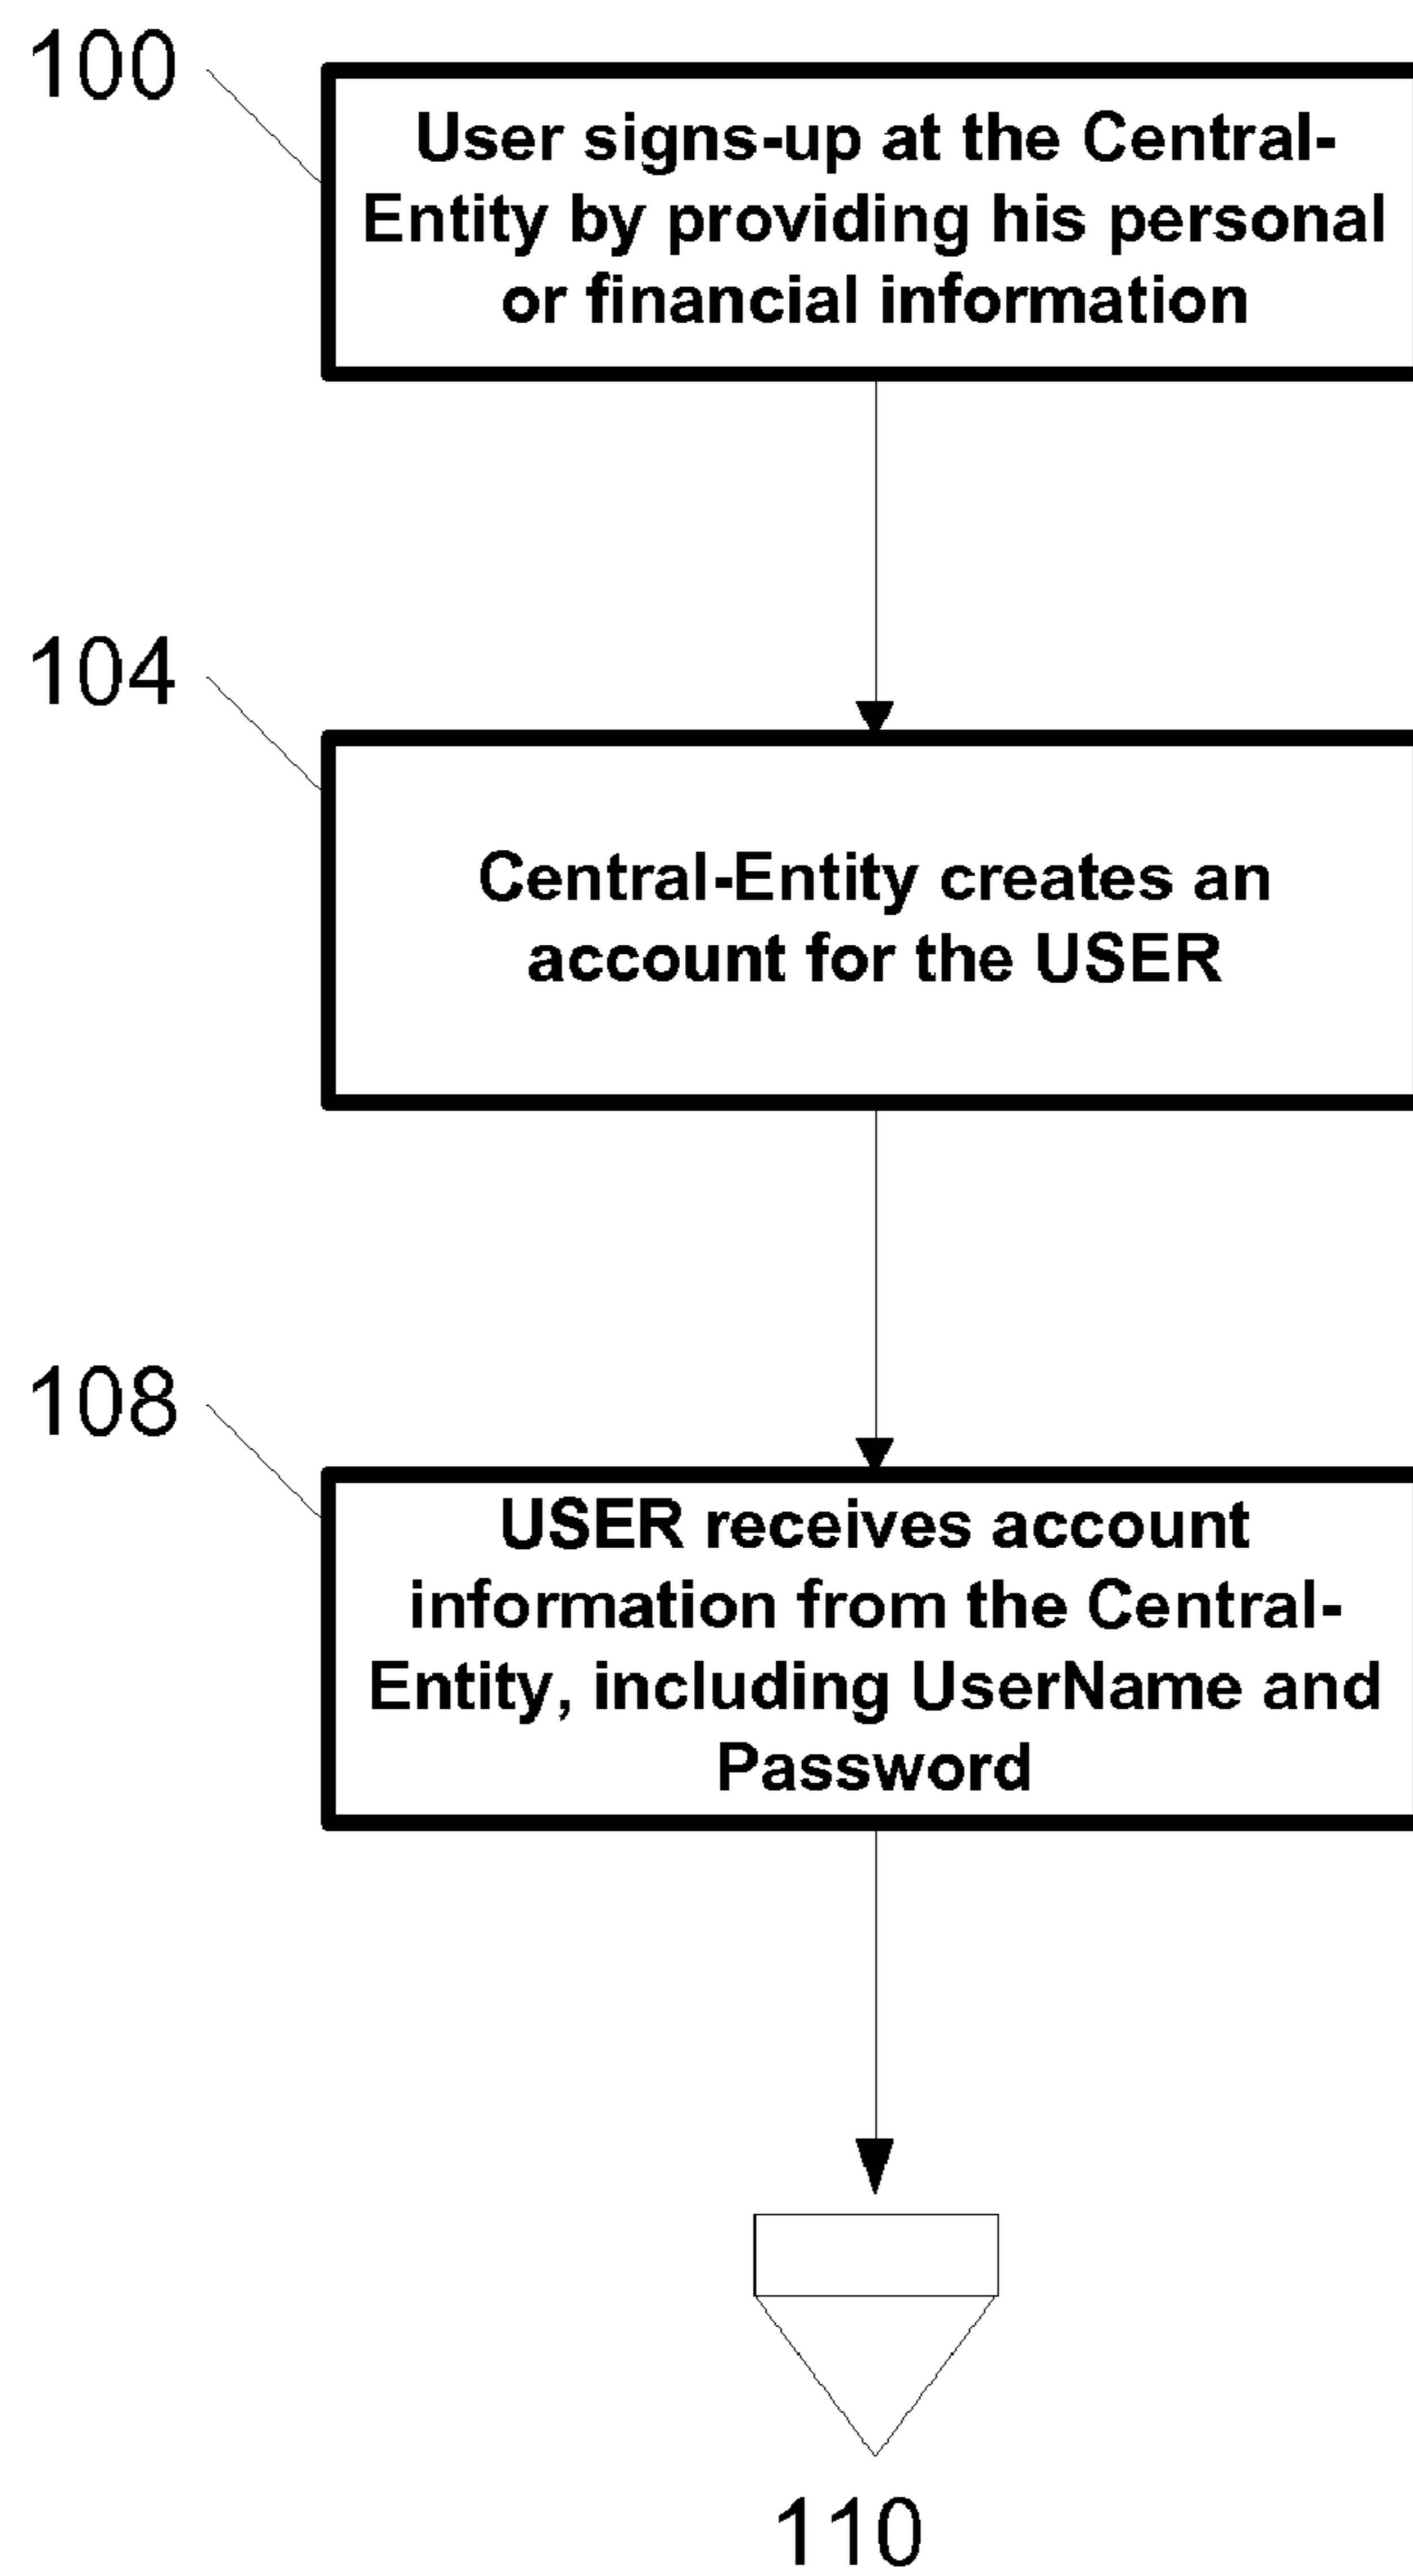 100
User signs-up at the Central-
Entity by providing his personal
or financial information
104
Central-Entity creates an
account for the USER
108
USER receives account
information from the Central-
Entity, including UserName and
Password
110